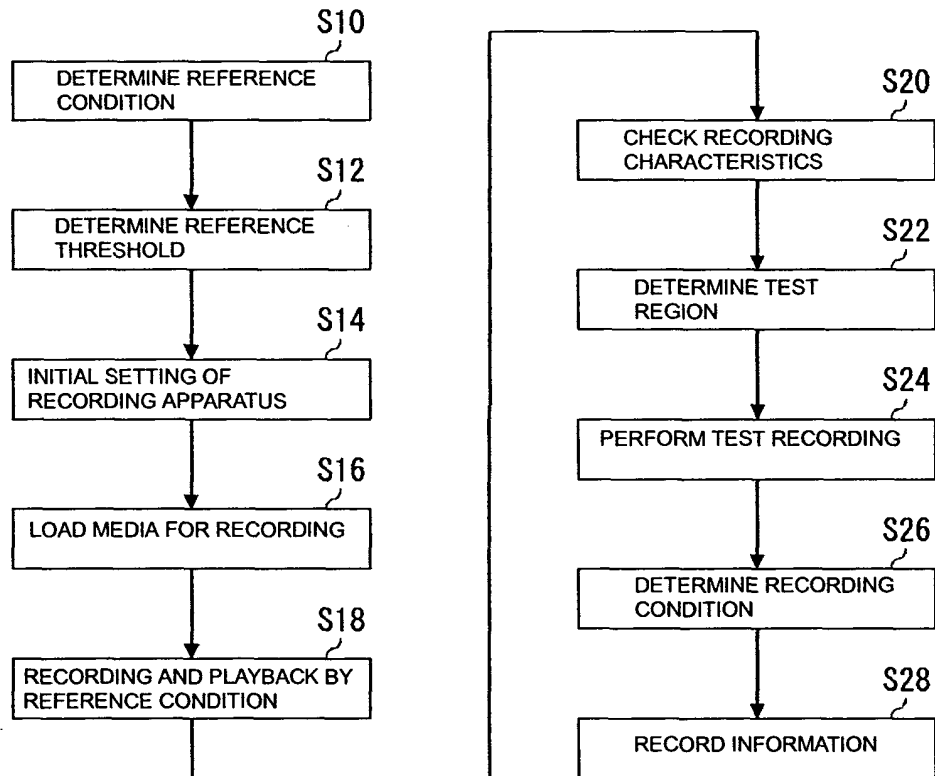 S10
DETERMINE REFERENCE
CONDITION
S12
DETERMINE REFERENCE
THRESHOLD
S14
INITIAL SETTING OF
RECORDING APPARATUS
S16
LOAD MEDIA FOR RECORDING
S18
RECORDING AND PLAYBACK BY
REFERENCE CONDITION
S20
CHECK RECORDING
CHARACTERISTICS
S22
DETERMINE TEST
REGION
S24
PERFORM TEST RECORDING
S26
DETERMINE RECORDING
CONDITION
S28
RECORD INFORMATION